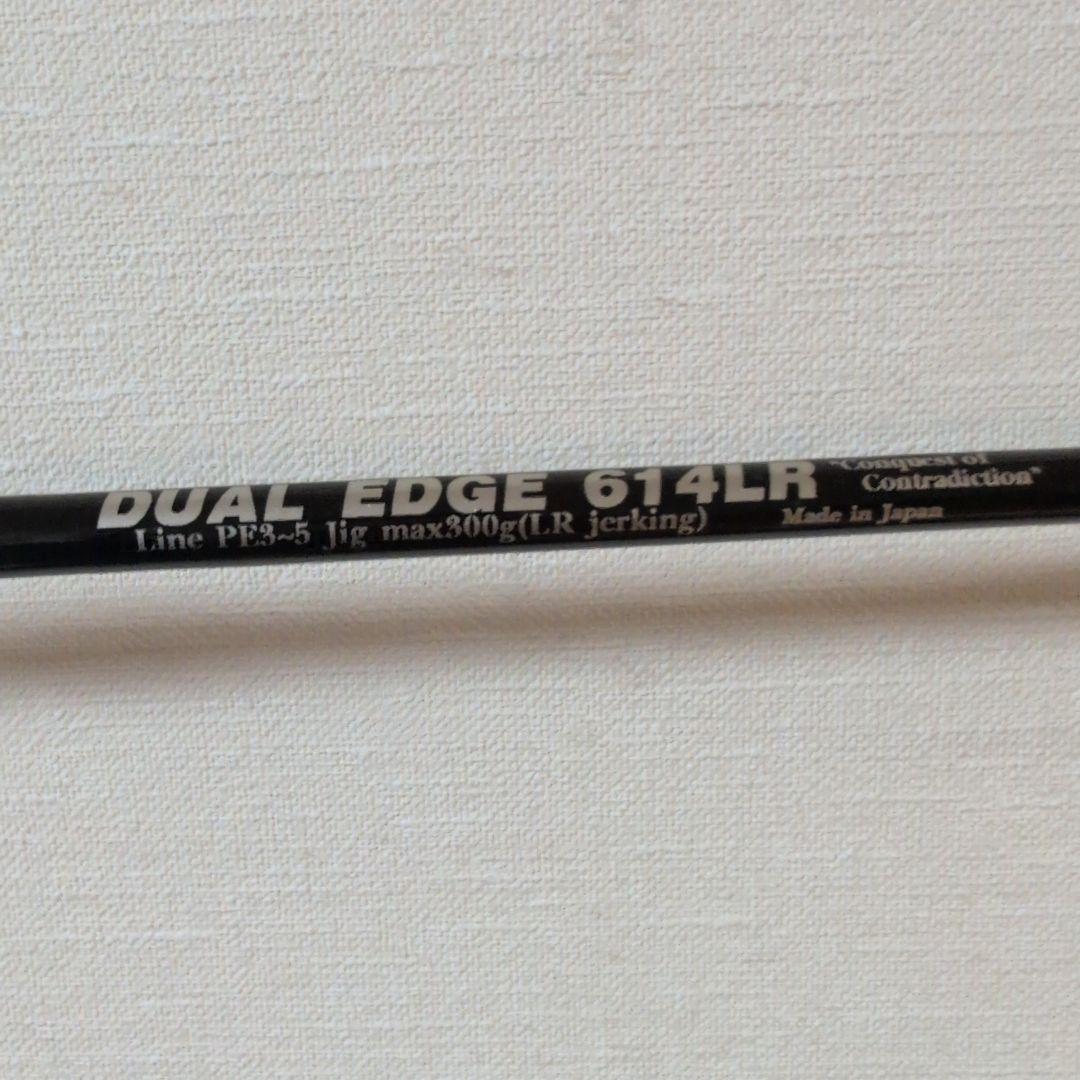 DUAL EDGE 614LR
Line PE3~5 Jig max300g(LR jerking)
"Conquest of
Contradiction"
Made in Japan